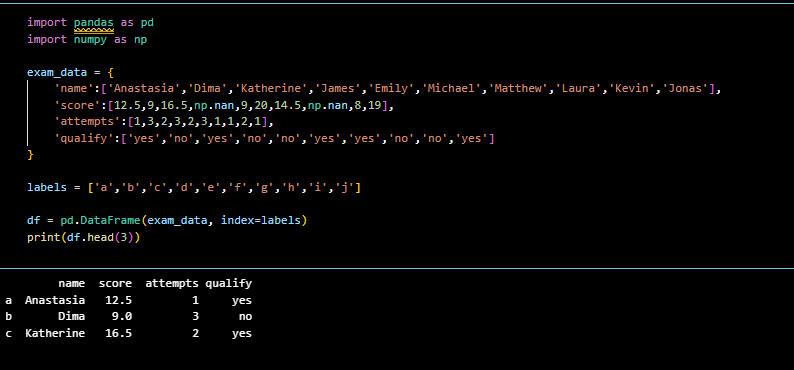 import pandas as pd
import numpy as np
exam_data = {
    'name':['Anastasia','Dima','Katherine','James','Emily','Michael','Matthew','Laura','Kevin','Jonas'],
    'score':[12.5,9,16.5,np.nan,9,20,14.5,np.nan,8,19],
    'attempts':[1,3,2,3,2,3,1,1,2,1],
    'qualify':['yes','no','yes','no','no','yes','yes','no','no','yes']
}
labels = ['a','b','c','d','e','f','g','h','i','j']
df = pd.DataFrame(exam_data, index=labels)
print(df.head(3))
        name  score  attempts qualify
a  Anastasia   12.5         1     yes
b       Dima    9.0         3      no
c  Katherine   16.5         2     yes